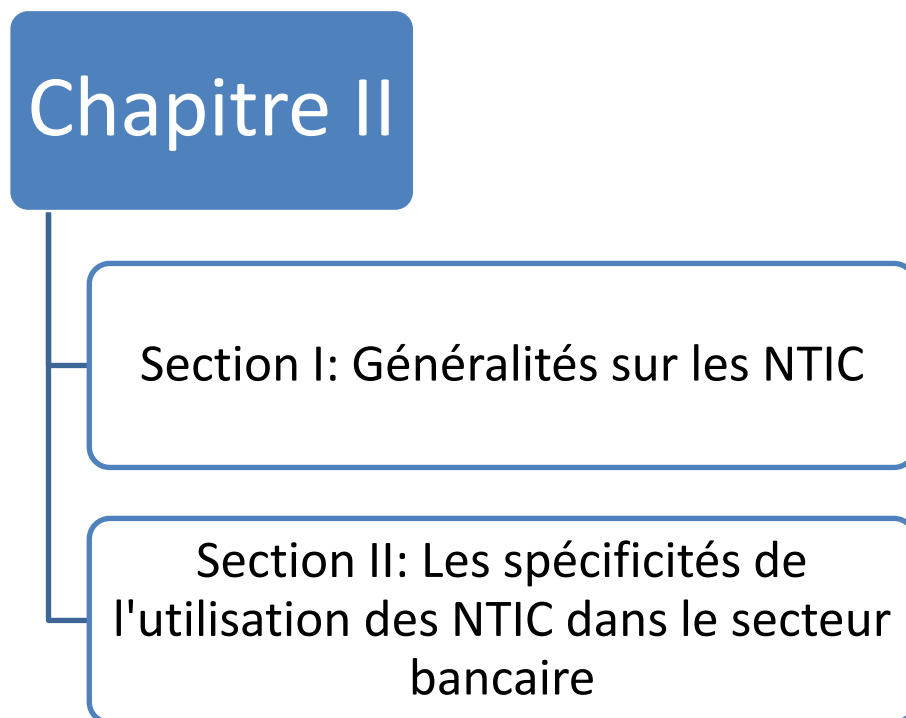 Chapitre II
Section I: Généralités sur les NTIC
Section II: Les spécificités de
l'utilisation des NTIC dans le secteur
bancaire